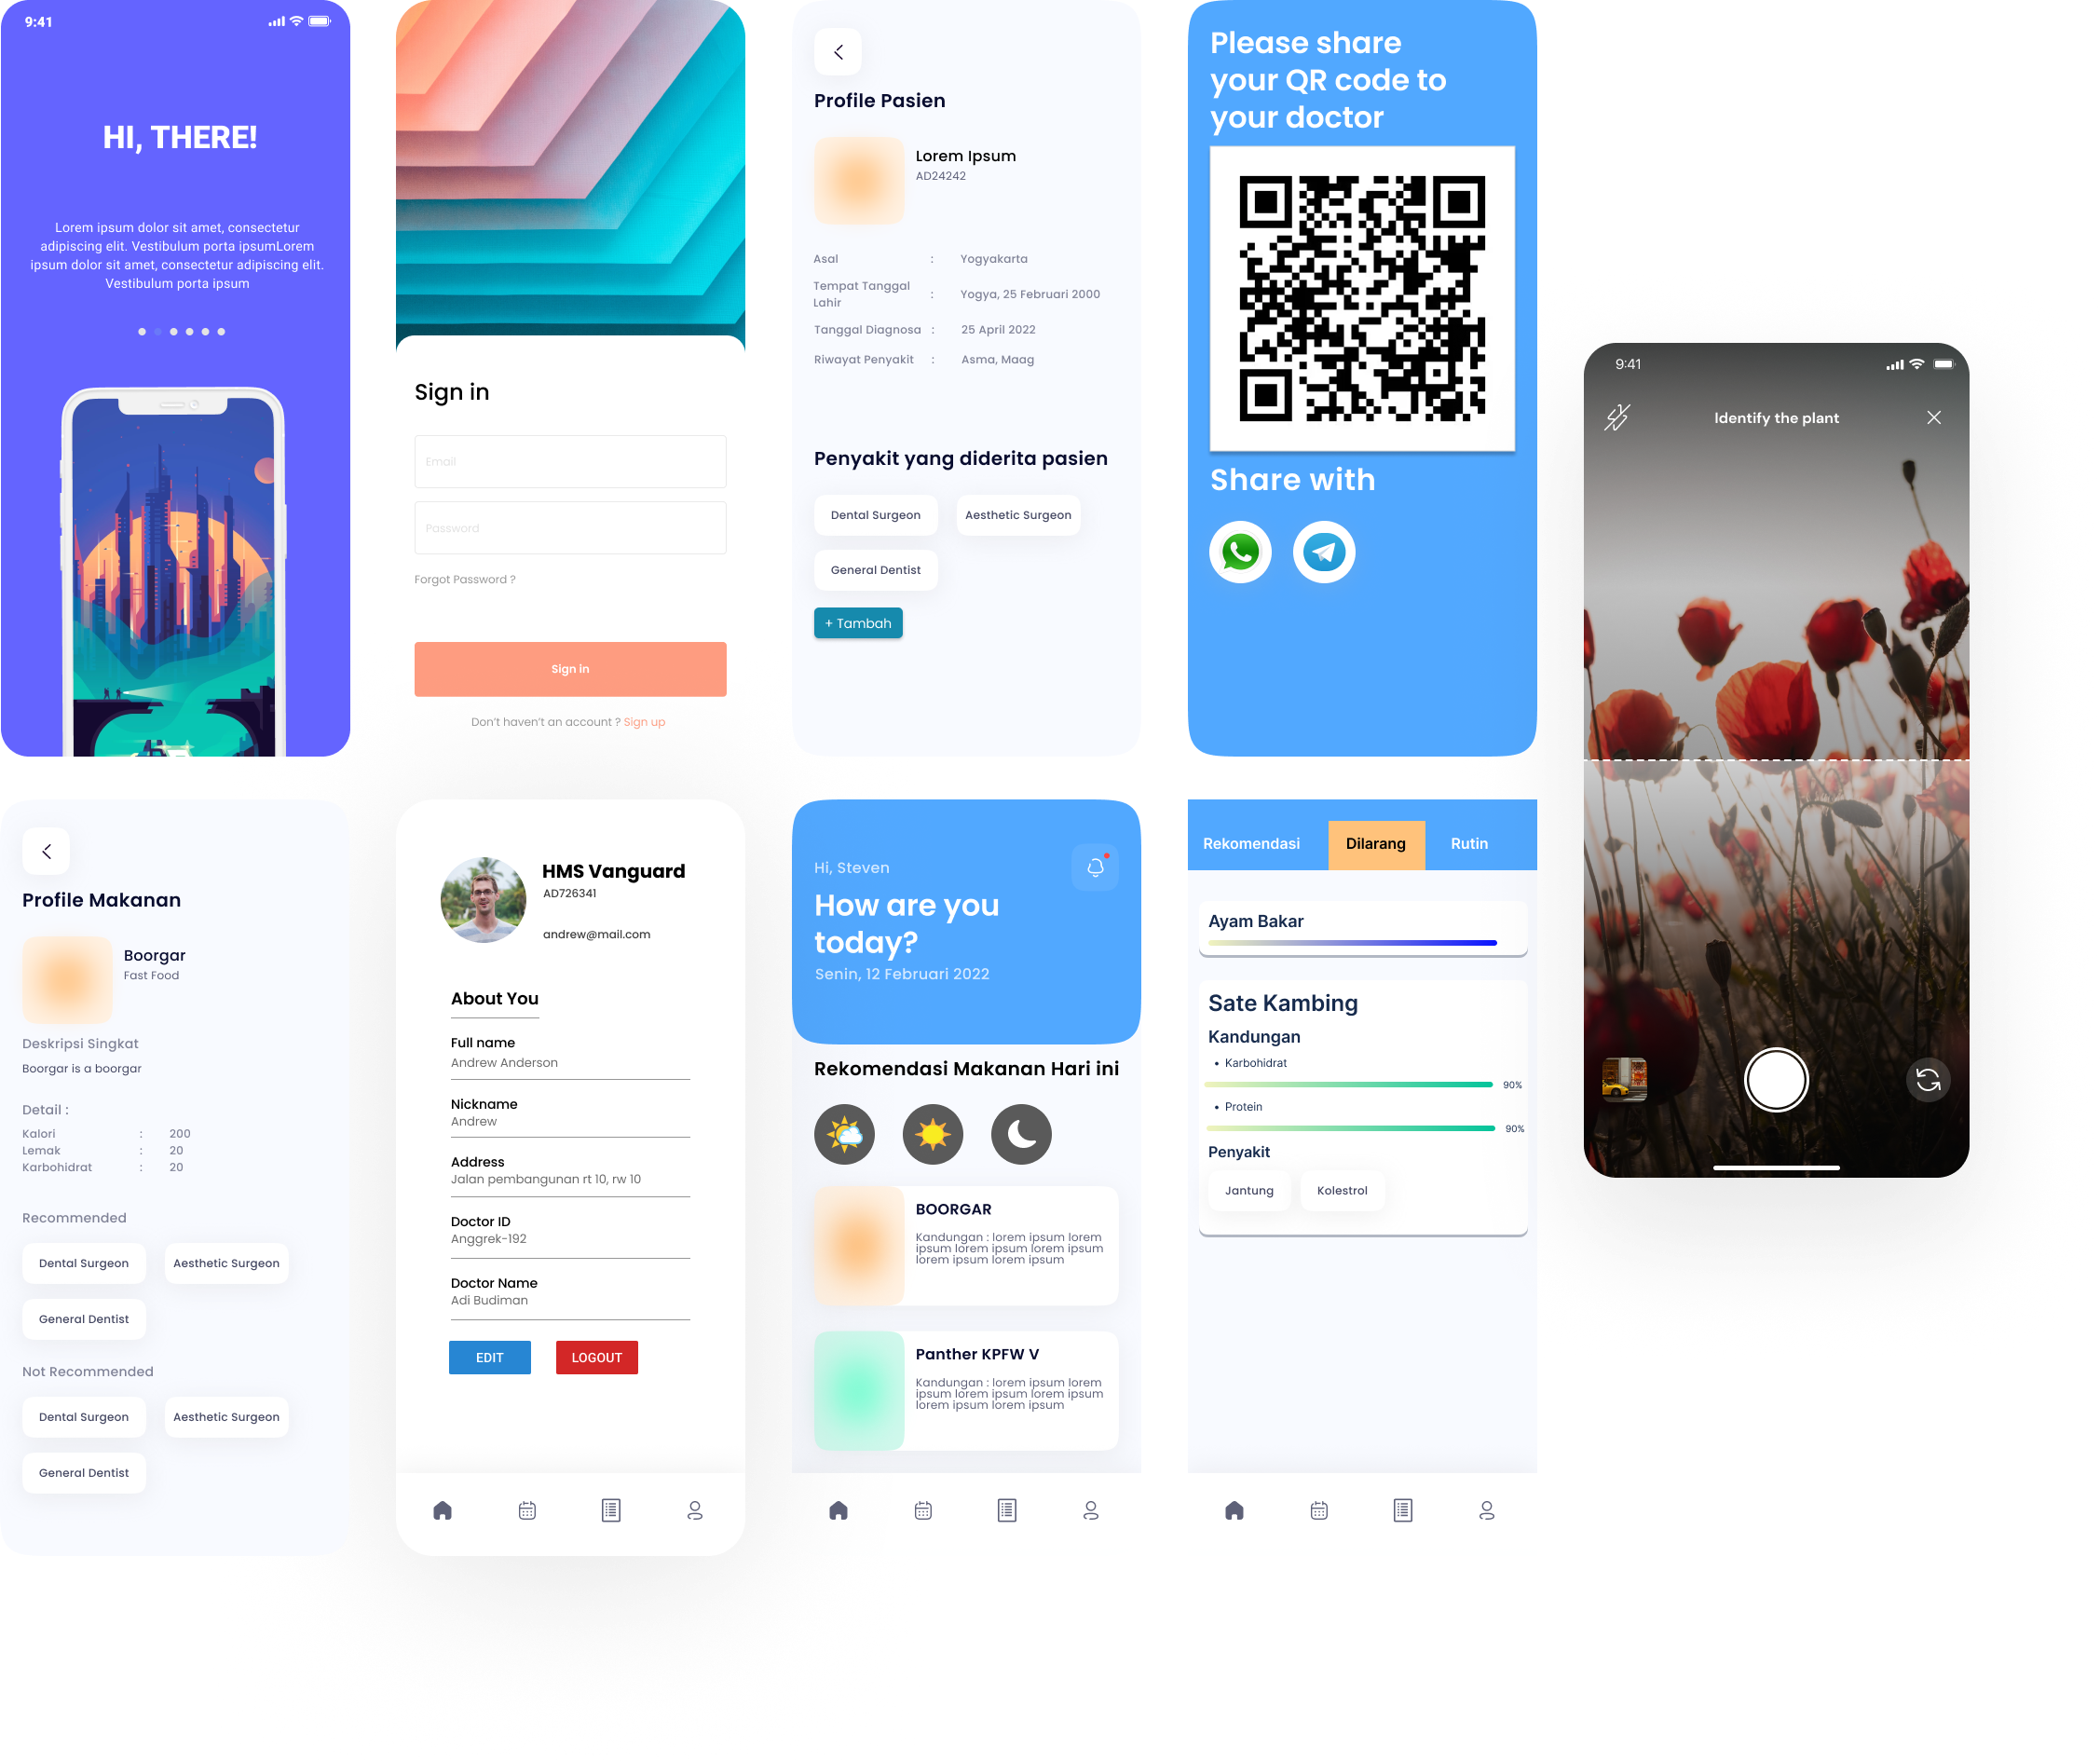 9:41
HI, THERE!
Lorem ipsum dolor sit amet, consectetur
adipiscing elit. Vestibulum porta ipsumLorem
ipsum dolor sit amet, consectetur adipiscing elit.
Vestibulum porta ipsum
Sign in
Email
Password
Forgot Password ?
Sign in
Don't haven't an account ? Sign up
Profile Pasien
Lorem Ipsum
AD24242
Asal : Yogyakarta
Tempat Tanggal
Lahir : Yogya, 25 Februari 2000
Tanggal Diagnosa : 25 April 2022
Riwayat Penyakit : Asma, Maag
Penyakit yang diderita pasien
Dental Surgeon Aesthetic Surgeon
General Dentist
+ Tambah
Please share
your QR code to
your doctor
Share with
9:41
Identify the plant
Profile Makanan
Boorgar
Fast Food
Deskripsi Singkat
Boorgar is a boorgar
Detail :
Kalori : 200
Lemak : 20
Karbohidrat : 20
Recommended
Dental Surgeon Aesthetic Surgeon
General Dentist
Not Recommended
Dental Surgeon Aesthetic Surgeon
General Dentist
HMS Vanguard
AD726341
andrew@mail.com
About You
Full name
Andrew Anderson
Nickname
Andrew
Address
Jalan pembangunan rt 10, rw 10
Doctor ID
Anggrek-192
Doctor Name
Adi Budiman
EDIT LOGOUT
Hi, Steven
How are you
today?
Senin, 12 Februari 2022
Rekomendasi Makanan Hari ini
BOORGAR
Kandungan : lorem ipsum lorem
ipsum lorem ipsum lorem ipsum
lorem ipsum lorem ipsum
Panther KPFW V
Kandungan : lorem ipsum lorem
ipsum lorem ipsum lorem ipsum
lorem ipsum lorem ipsum
Rekomendasi Dilarang Rutin
Ayam Bakar
Sate Kambing
Kandungan
• Karbohidrat
90%
• Protein
90%
Penyakit
Jantung Kolestrol